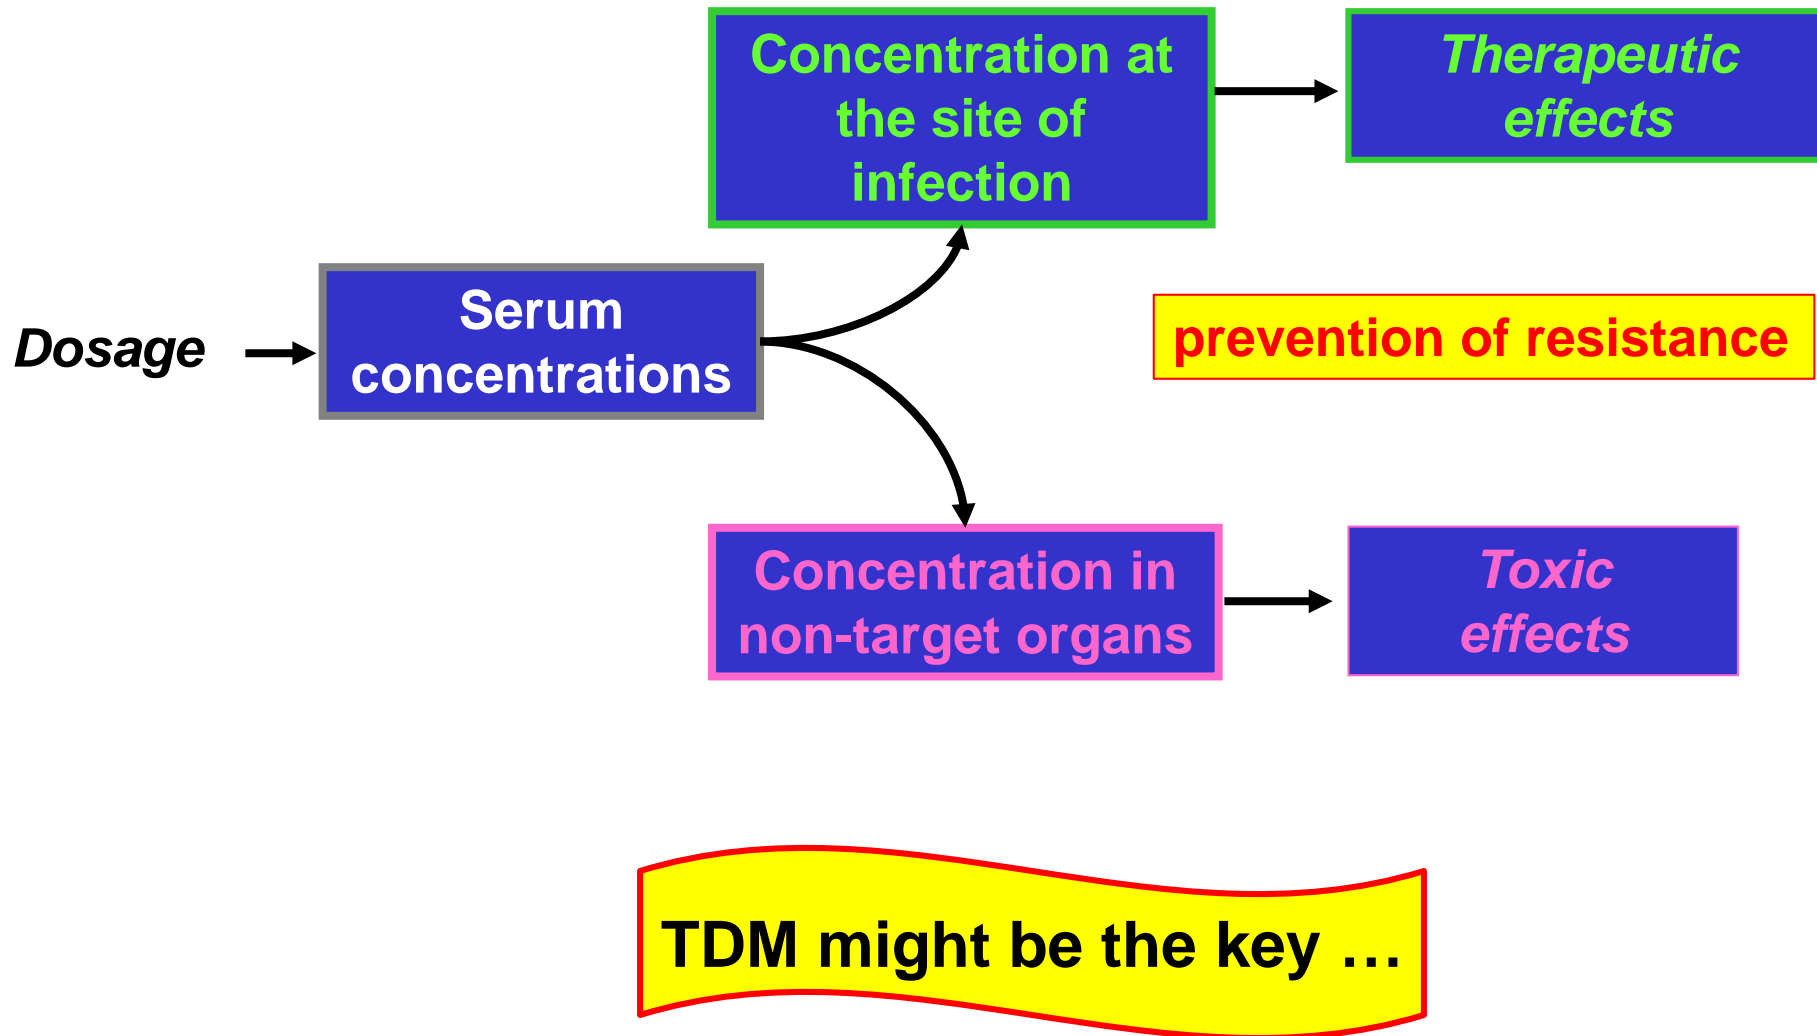 Concentration at
the site of
infection
Therapeutic
effects
Dosage
Serum
concentrations
prevention of resistance
Concentration in
non-target organs
Toxic
effects
TDM might be the key …